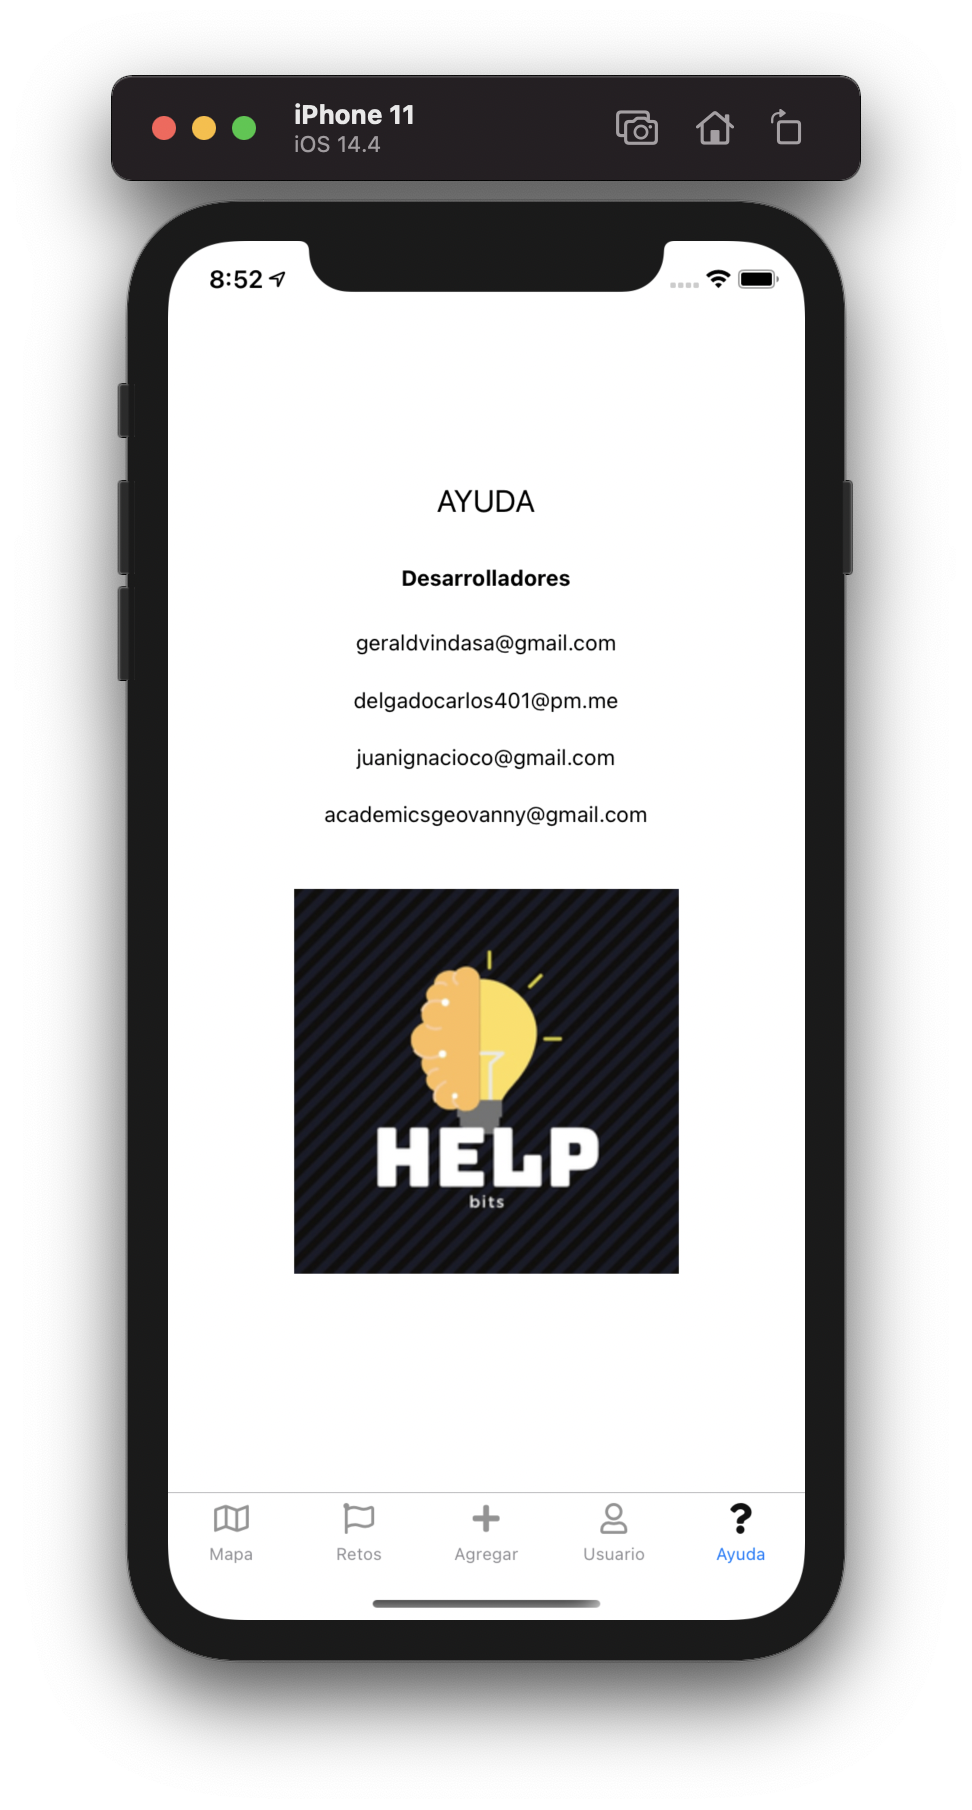 iPhone 11
iOS 14.4
8:52
AYUDA
Desarrolladores
geraldvindasa@gmail.com
delgadocarlos401@pm.me
juanignacioco@gmail.com
academicsgeovanny@gmail.com
HELP
bits
Mapa Retos Agregar Usuario Ayuda